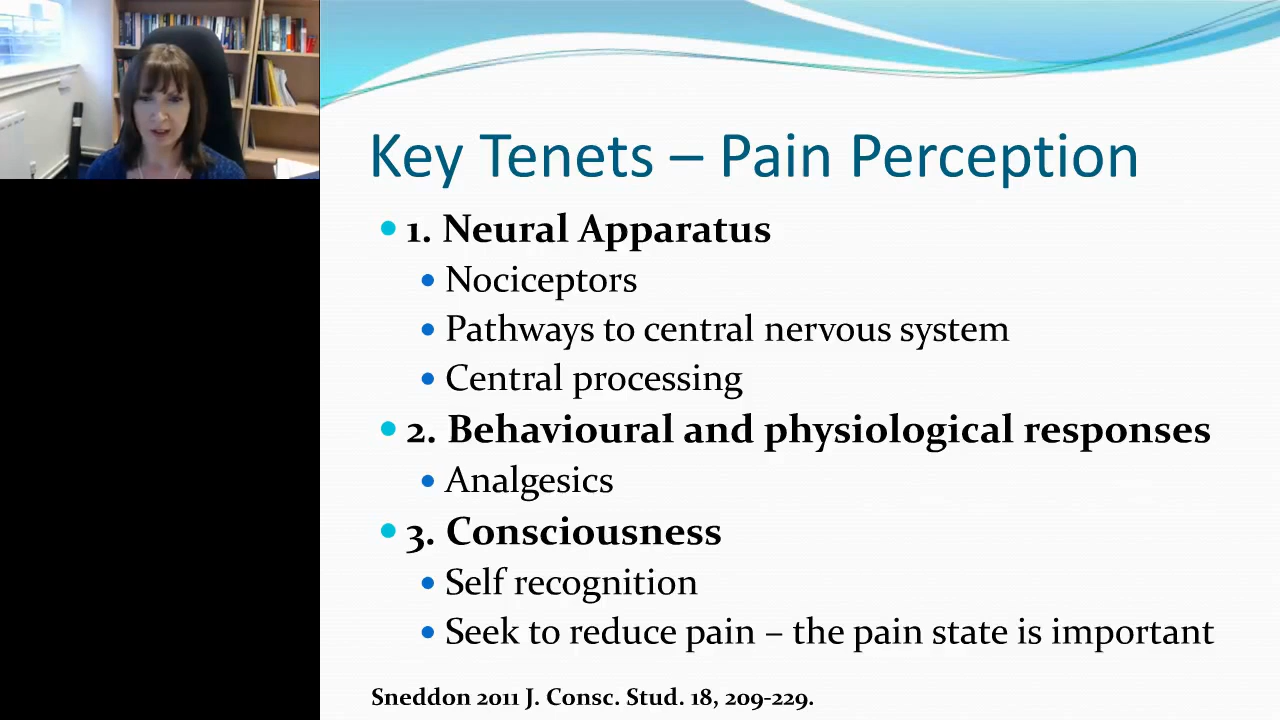 Key Tenets – Pain Perception
1. Neural Apparatus
Nociceptors
Pathways to central nervous system
Central processing
2. Behavioural and physiological responses
Analgesics
3. Consciousness
Self recognition
Seek to reduce pain – the pain state is important
Sneddon 2011 J. Consc. Stud. 18, 209-229.